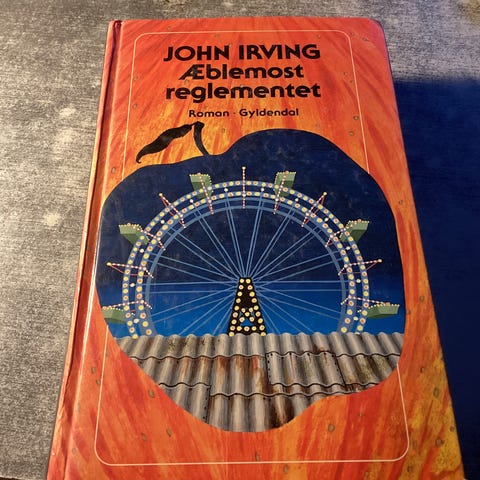 JOHN IRVING
Æblemost
reglementet
Roman · Gyldendal